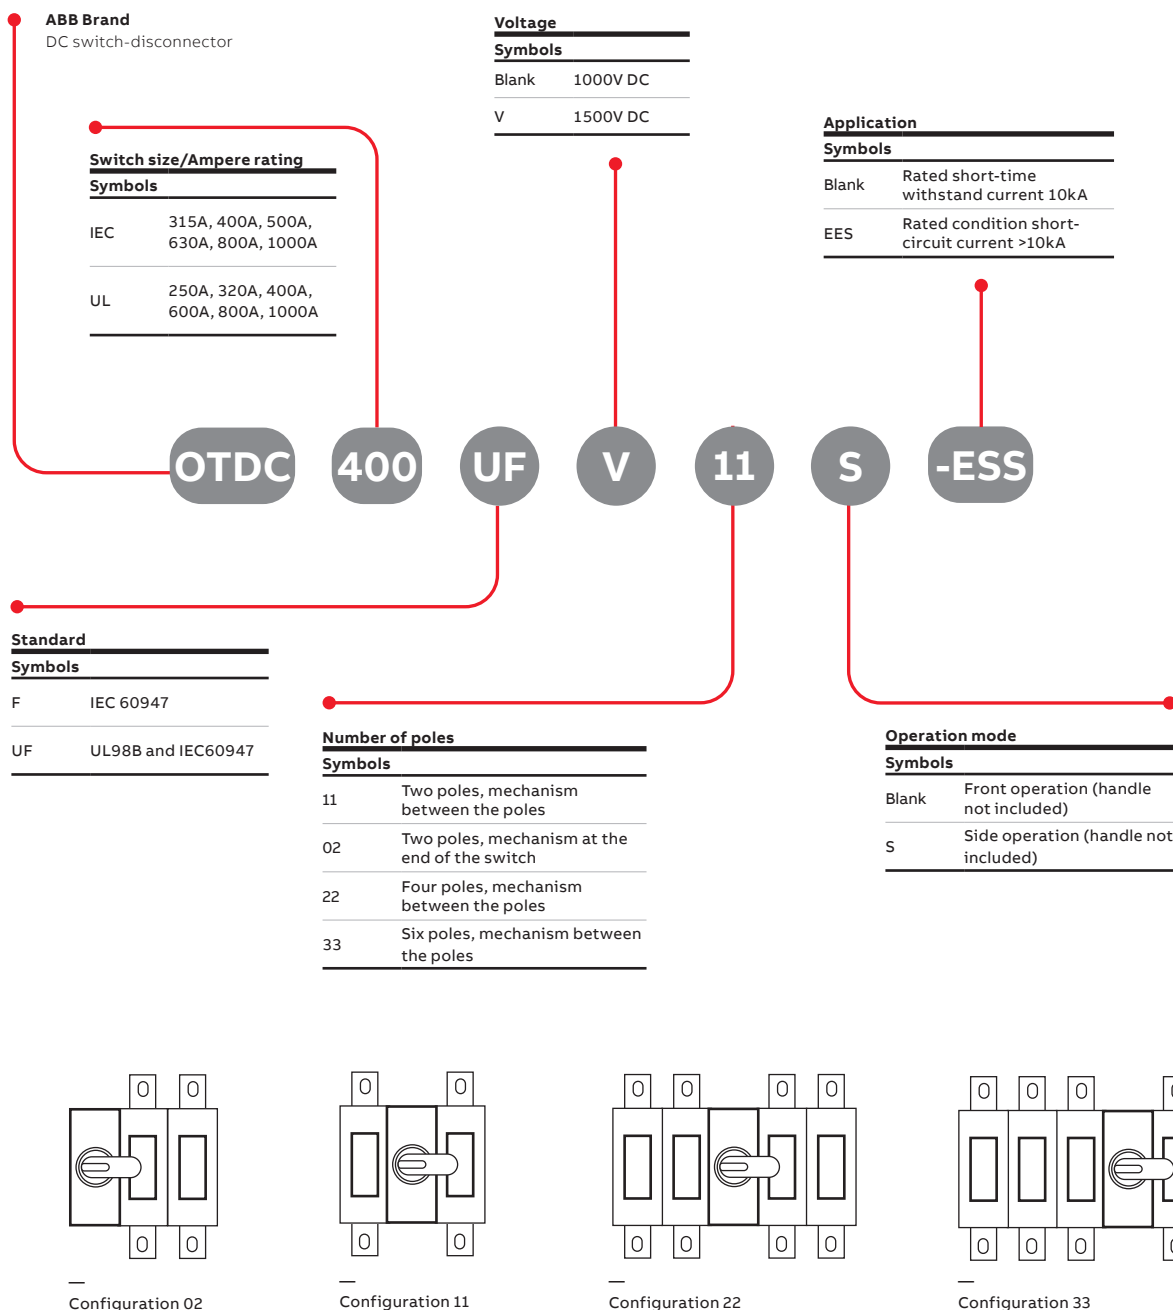 ABB Brand
DC switch-disconnector
Voltage
Symbols
Blank 1000V DC
V 1500V DC
Application
Symbols
Blank Rated short-time
withstand current 10kA
EES Rated condition short-
circuit current >10kA
Switch size/Ampere rating
Symbols
IEC 315A, 400A, 500A,
630A, 800A, 1000A
UL 250A, 320A, 400A,
600A, 800A, 1000A
OTDC 400 UF V 11 S -ESS
Standard
Symbols
F IEC 60947
UF UL98B and IEC60947
Number of poles
Symbols
11 Two poles, mechanism
between the poles
02 Two poles, mechanism at the
end of the switch
22 Four poles, mechanism
between the poles
33 Six poles, mechanism between
the poles
Operation mode
Symbols
Blank Front operation (handle
not included)
S Side operation (handle not
included)
—
Configuration 02
—
Configuration 11
—
Configuration 22
—
Configuration 33